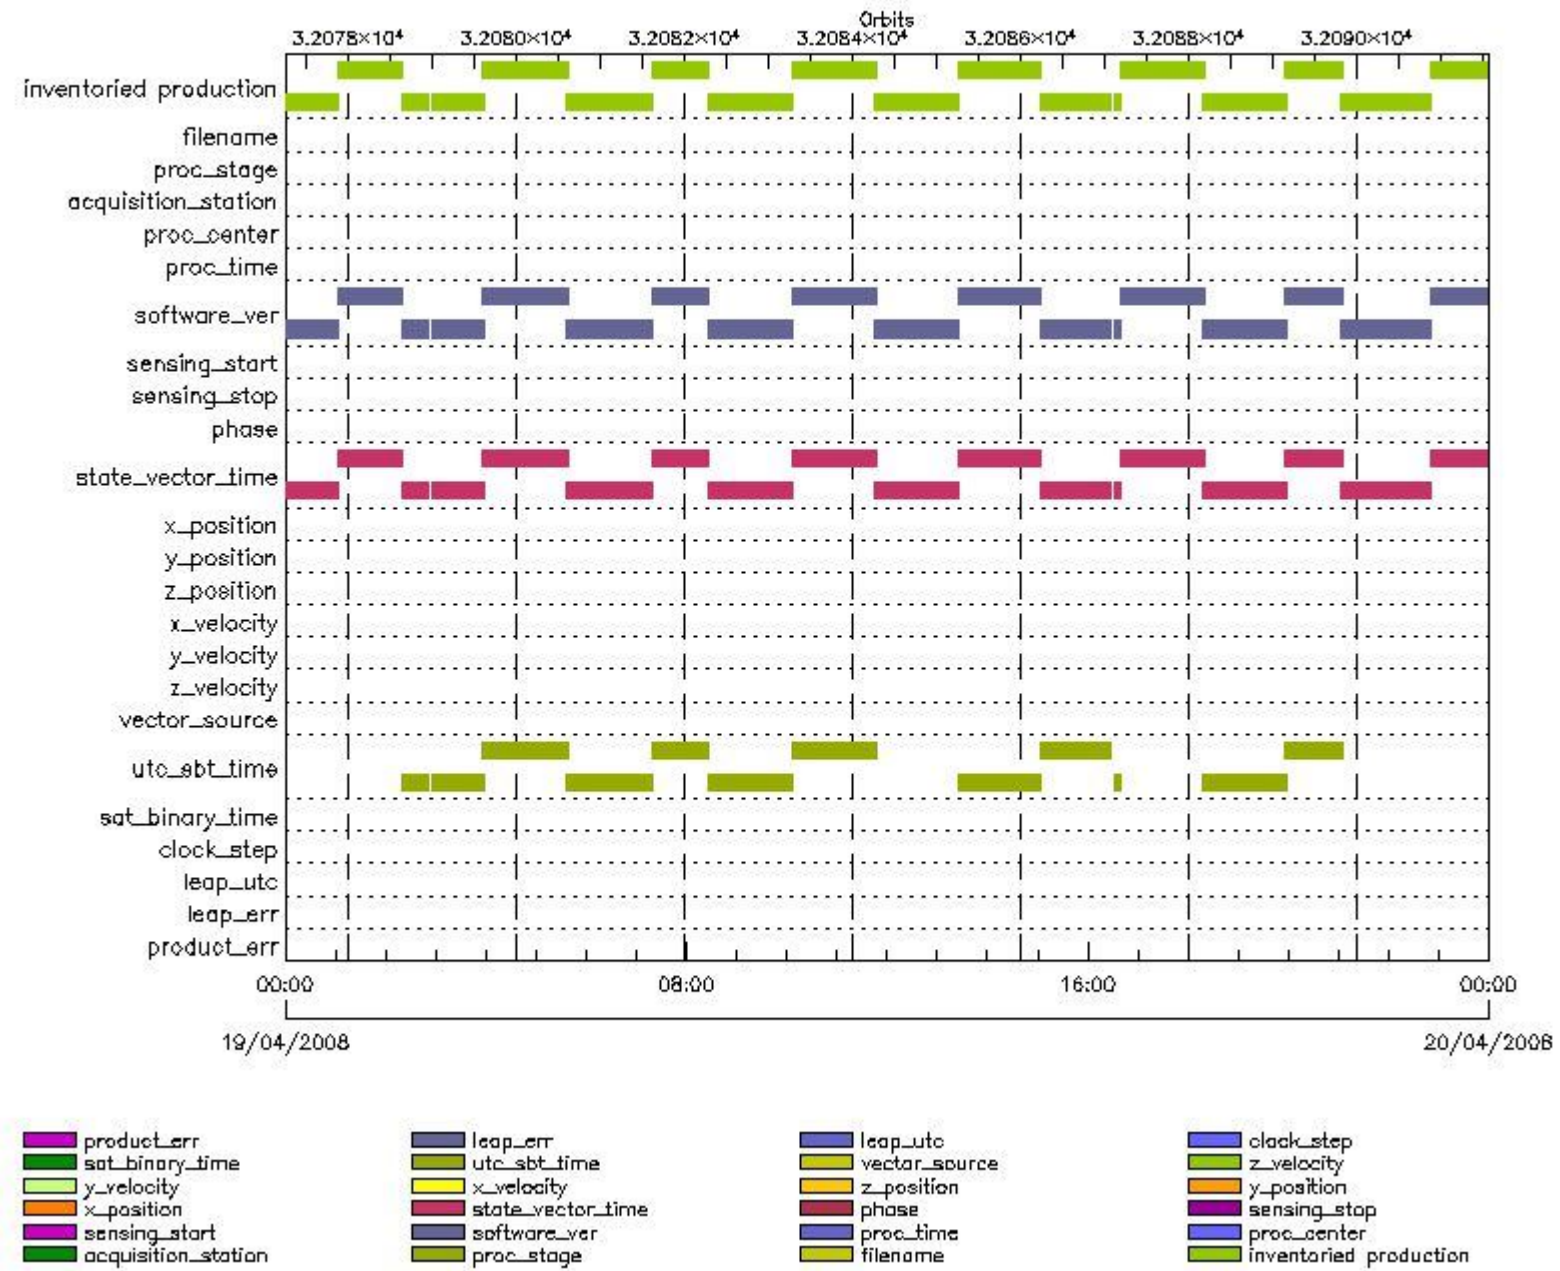 Orbits
3.2078×10⁴ 3.2080×10⁴ 3.2082×10⁴ 3.2084×10⁴ 3.2086×10⁴ 3.2088×10⁴ 3.2090×10⁴
inventoried production
filename
proc_stage
acquisition_station
proc_center
proc_time
software_ver
sensing_start
sensing_stop
phase
state_vector_time
x_position
y_position
z_position
x_velocity
y_velocity
z_velocity
vector_source
utc_sbt_time
sat_binary_time
clock_step
leap_utc
leap_err
product_err
00:00 08:00 16:00 00:00
19/04/2008 20/04/2008
product_err leap_err leap_utc clock_step
sat_binary_time utc_sbt_time vector_source z_velocity
y_velocity x_velocity z_position y_position
x_position state_vector_time phase sensing_stop
sensing_start software_ver proc_time proc_center
acquisition_station proc_stage filename inventoried production